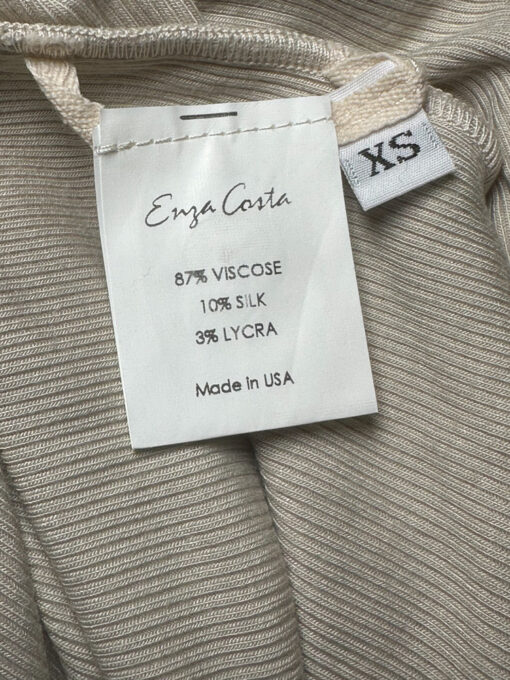 Enza Costa
87% VISCOSE
10% SILK
3% LYCRA
Made in USA
XS